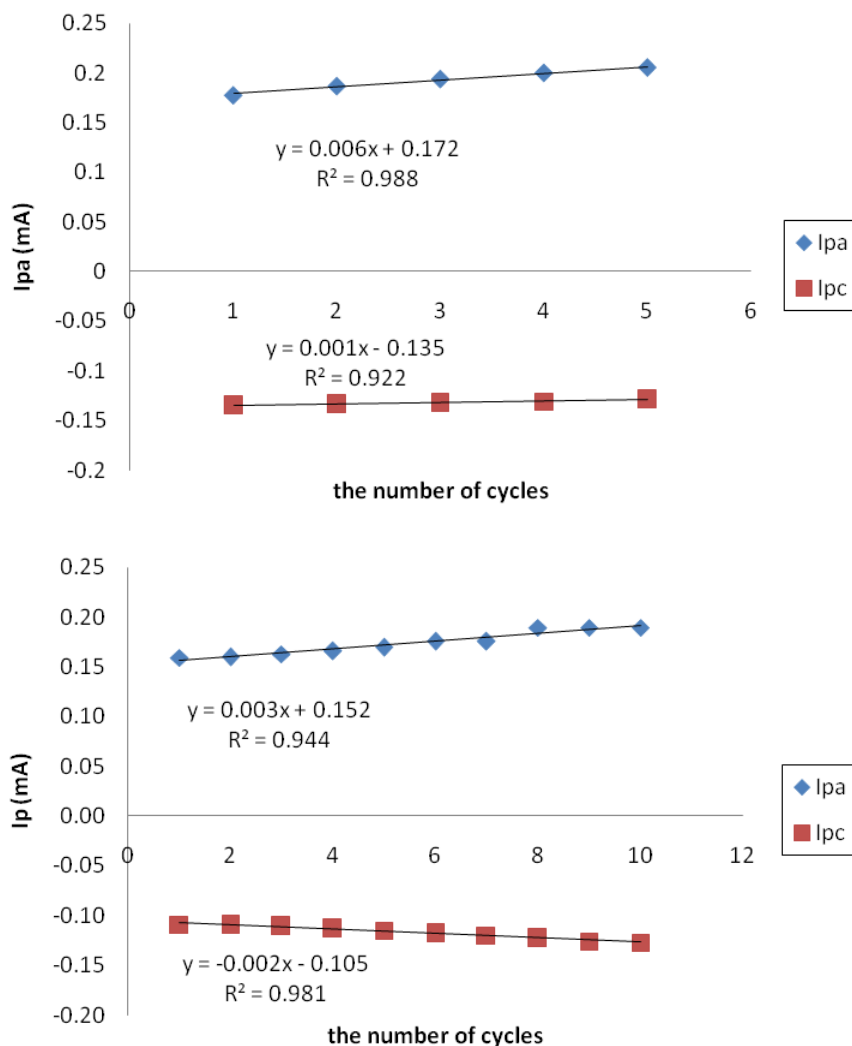 0.25
0.2
0.15
0.1
0.05
0
-0.05
-0.1
-0.15
-0.2
Ipa (mA)
0 1 2 3 4 5 6
y = 0.006x + 0.172
R² = 0.988
y = 0.001x - 0.135
R² = 0.922
the number of cycles
Ipa
Ipc
0.25
0.20
0.15
0.10
0.05
0.00
-0.05
-0.10
-0.15
-0.20
Ip (mA)
0 2 4 6 8 10 12
y = 0.003x + 0.152
R² = 0.944
y = -0.002x - 0.105
R² = 0.981
the number of cycles
Ipa
Ipc